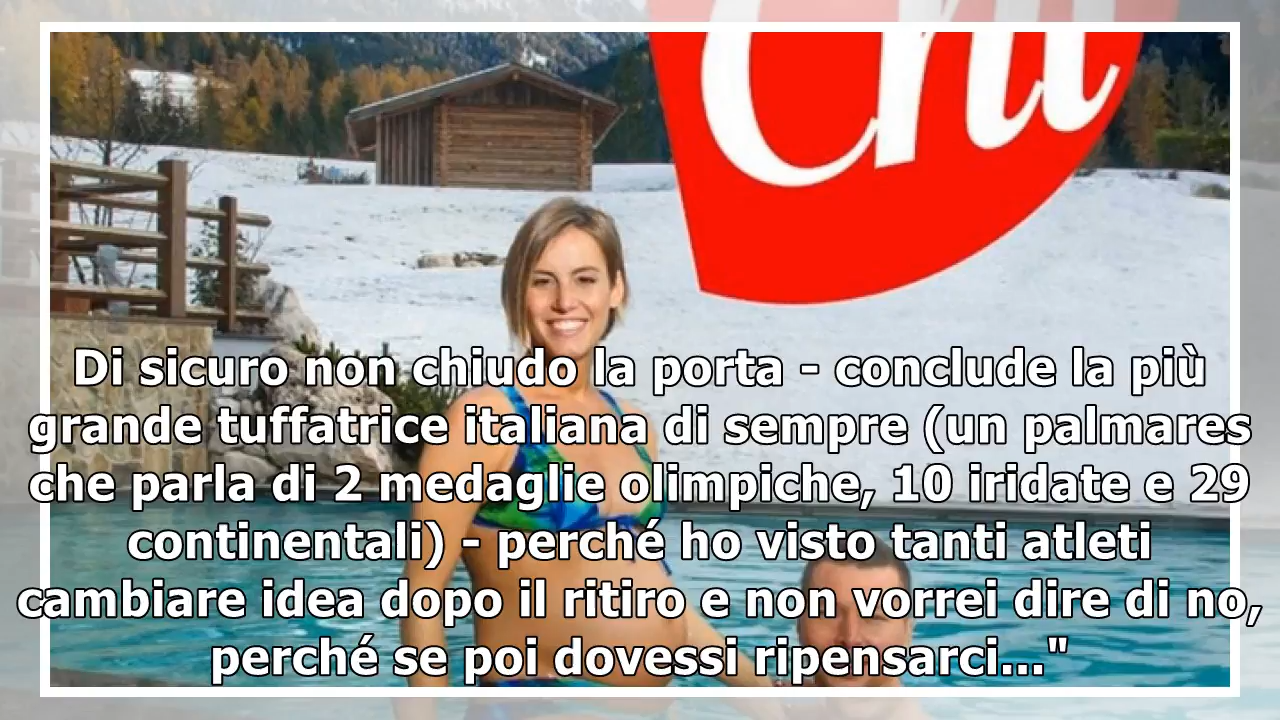 Chi
Di sicuro non chiudo la porta - conclude la più
grande tuffatrice italiana di sempre (un palmares
che parla di 2 medaglie olimpiche, 10 iridate e 29
continentali) - perché ho visto tanti atleti
cambiare idea dopo il ritiro e non vorrei dire di no,
perché se poi dovessi ripensarci..."